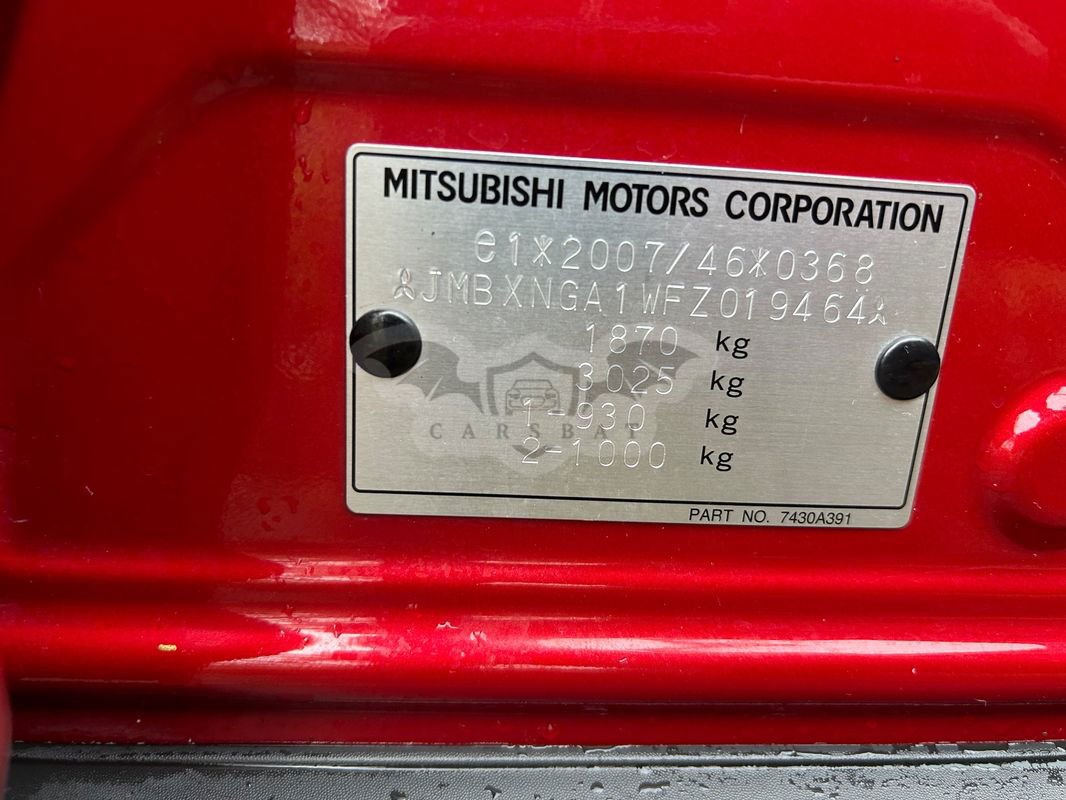 MITSUBISHI MOTORS CORPORATION
e1*2007/46*0368
JMBXNGA1WFZ019464
1870 kg
3025 kg
1-930 kg
CARSBAT
2-1000 kg
PART NO. 7430A391